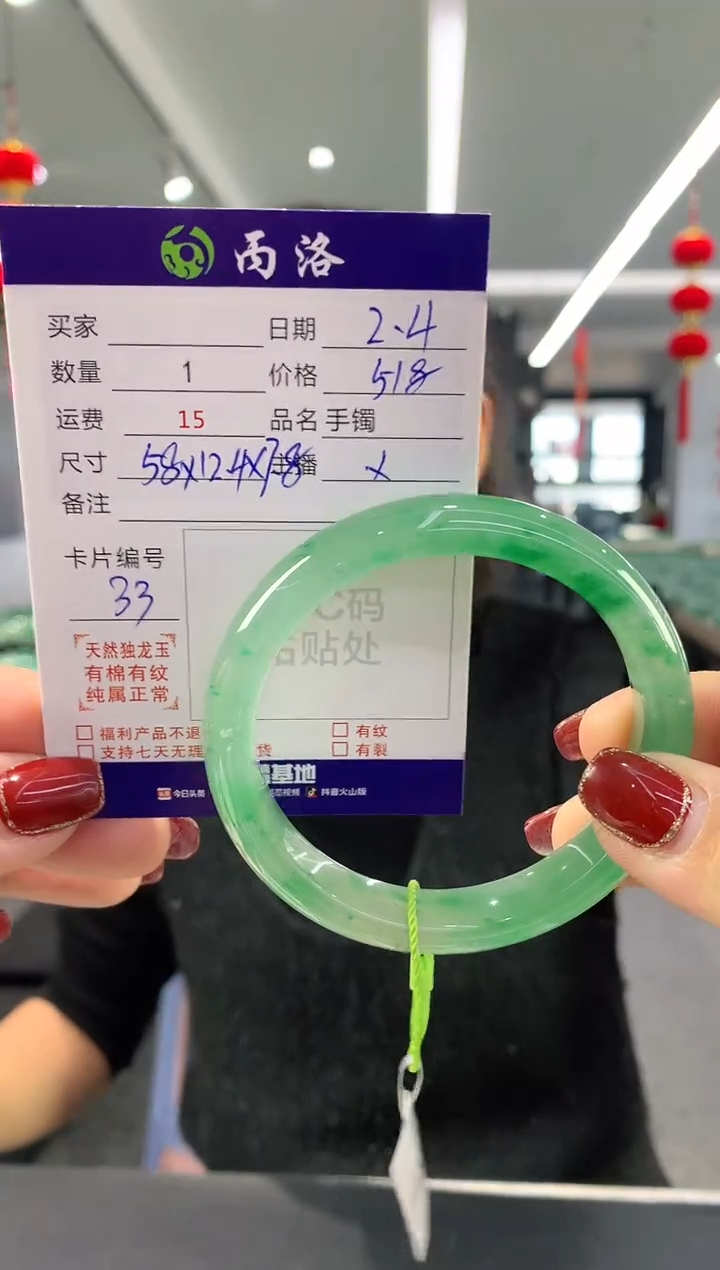 雨洛
买家 日期 2.4
数量 1 价格 518
运费 15 品名 手镯
尺寸 58x12.4x7.8 主播 x
备注
卡片编号
33
C码
粘贴处
天然独龙玉
有棉有纹
纯属正常
福利产品不退 有纹
支持七天无理 货 有裂
基地
今日头条 抖音火山版